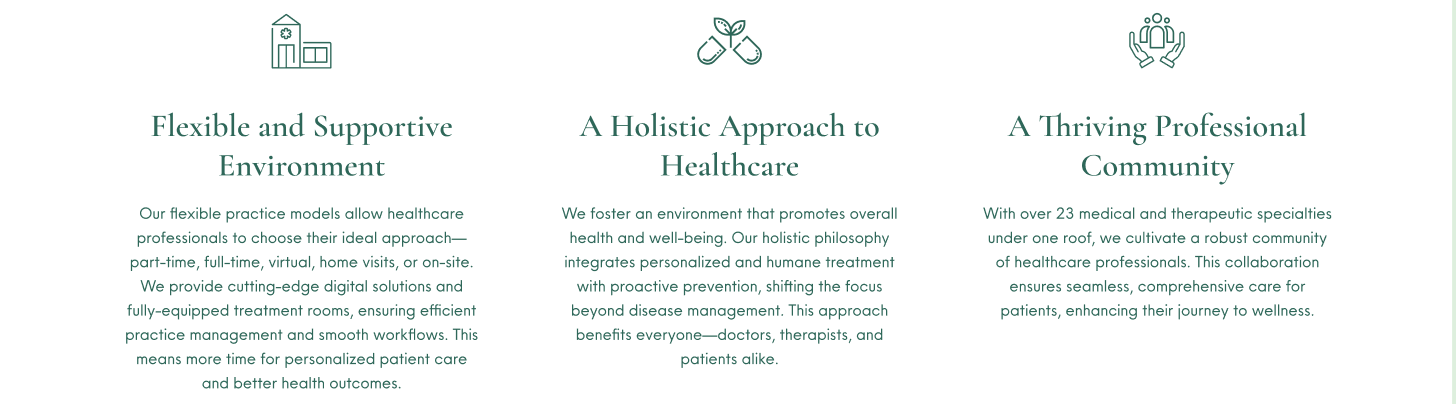 Flexible and Supportive
Environment
Our flexible practice models allow healthcare
professionals to choose their ideal approach—
part-time, full-time, virtual, home visits, or on-site.
We provide cutting-edge digital solutions and
fully-equipped treatment rooms, ensuring efficient
practice management and smooth workflows. This
means more time for personalized patient care
and better health outcomes.
A Holistic Approach to
Healthcare
We foster an environment that promotes overall
health and well-being. Our holistic philosophy
integrates personalized and humane treatment
with proactive prevention, shifting the focus
beyond disease management. This approach
benefits everyone—doctors, therapists, and
patients alike.
A Thriving Professional
Community
With over 23 medical and therapeutic specialties
under one roof, we cultivate a robust community
of healthcare professionals. This collaboration
ensures seamless, comprehensive care for
patients, enhancing their journey to wellness.